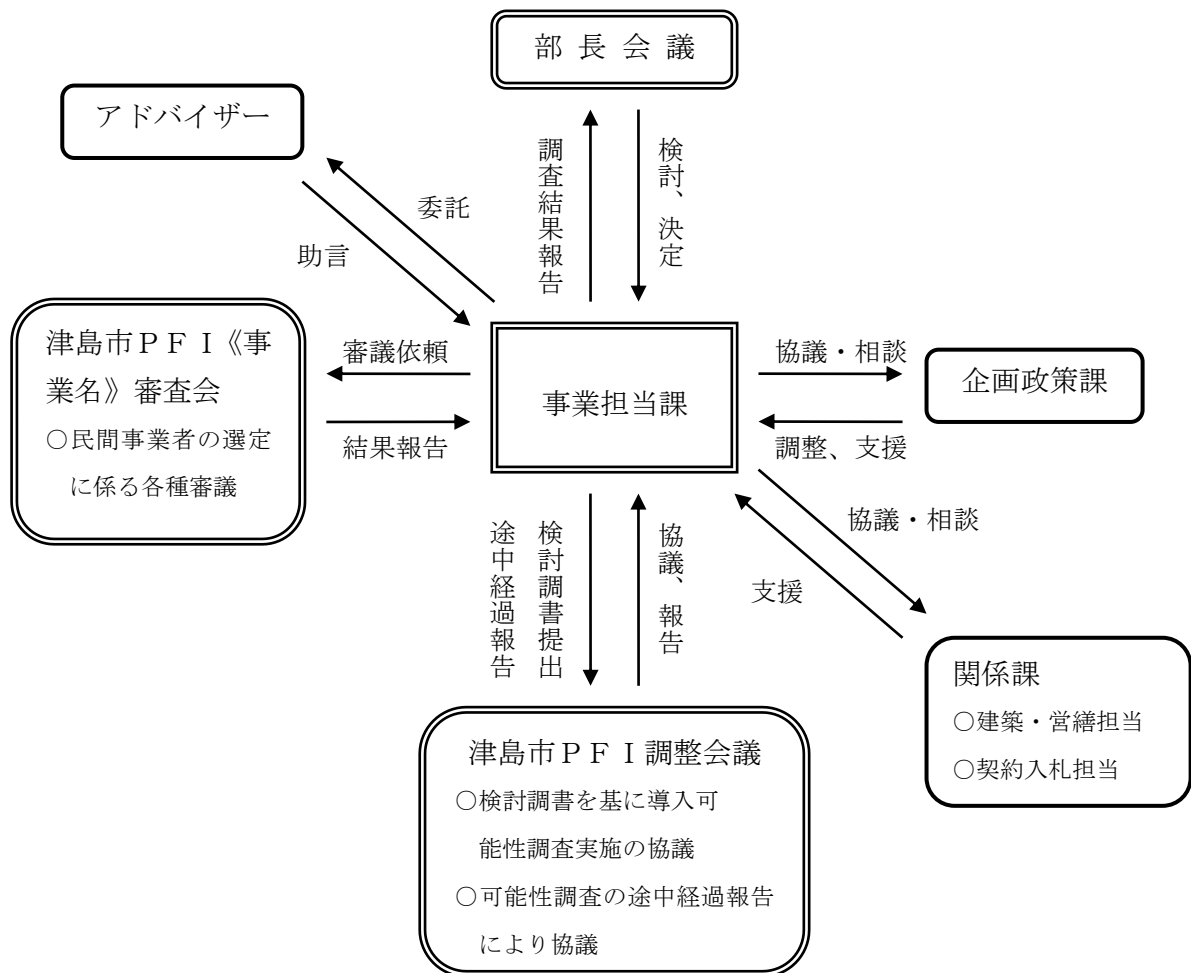 部長会議
アドバイザー
調査結果報告
検討、決定
委託
助言
津島市ＰＦＩ《事
業名》審査会
○民間事業者の選定
に係る各種審議
審議依頼
結果報告
事業担当課
協議・相談
調整、支援
企画政策課
協議・相談
支援
検討調書提出
途中経過報告
協議、報告
関係課
○建築・営繕担当
○契約入札担当
津島市ＰＦＩ調整会議
○検討調書を基に導入可
能性調査実施の協議
○可能性調査の途中経過報告
により協議